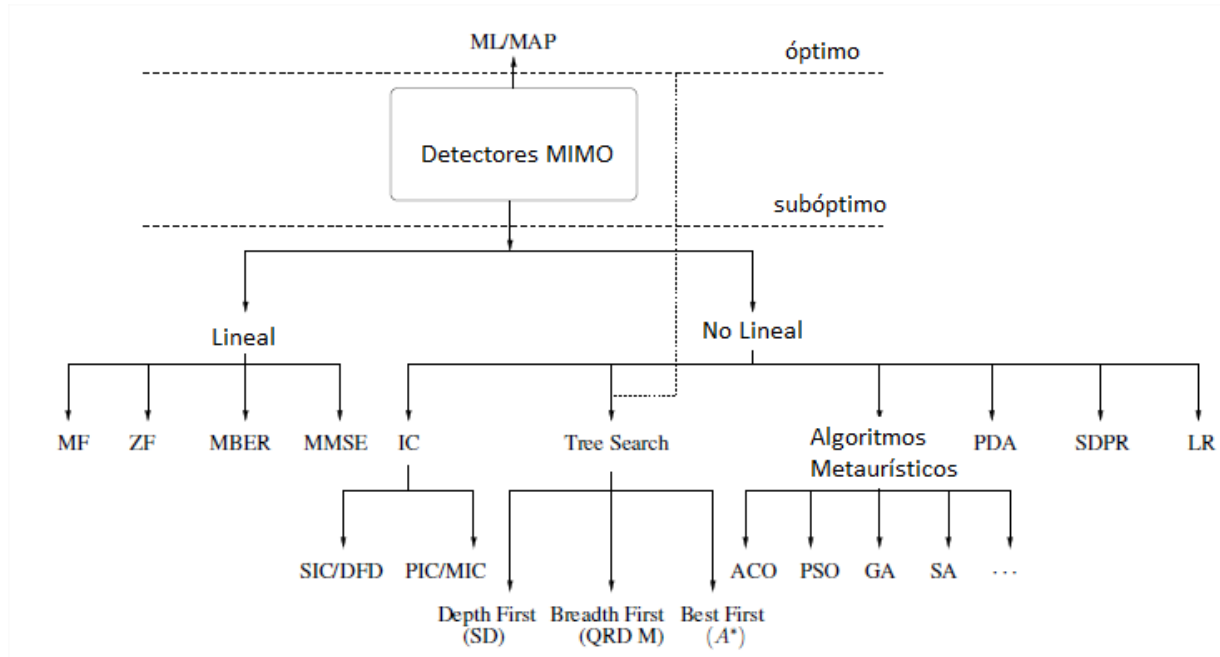 ML/MAP
óptimo
Detectores MIMO
subóptimo
Lineal
No Lineal
MF
ZF
MBER
MMSE
IC
Tree Search
Algoritmos
Metaurísticos
PDA
SDPR
LR
SIC/DFD
PIC/MIC
ACO
PSO
GA
SA
...
Depth First
(SD)
Breadth First
(QRD M)
Best First
(A*)